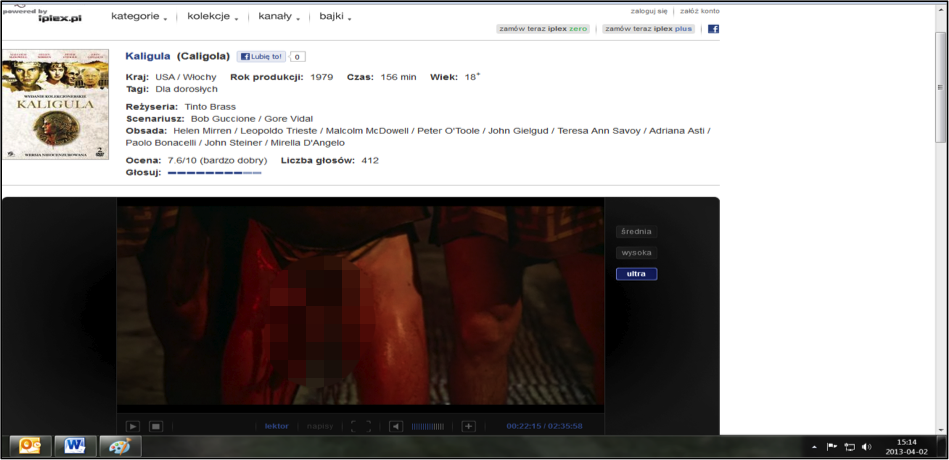 powered by
iplex.pl
kategorie kolekcje kanały bajki
zaloguj się | załóż konto
zamów teraz iplex zero | zamów teraz iplex plus
Kaligula (Caligola) Lubię to! 0
Kraj: USA / Włochy Rok produkcji: 1979 Czas: 156 min Wiek: 18+
Tagi: Dla dorosłych
Reżyseria: Tinto Brass
Scenariusz: Bob Guccione / Gore Vidal
Obsada: Helen Mirren / Leopoldo Trieste / Malcolm McDowell / Peter O'Toole / John Gielgud / Teresa Ann Savoy / Adriana Asti /
Paolo Bonacelli / John Steiner / Mirella D'Angelo
Ocena: 7.6/10 (bardzo dobry) Liczba głosów: 412
Głosuj:
WYDANIE KOLEKCJONERSKIE
KALIGULA
WERSJA NIEOCENZUROWANA
średnia
wysoka
ultra
lektor napisy 00:22:15 / 02:35:58
15:14
2013-04-02